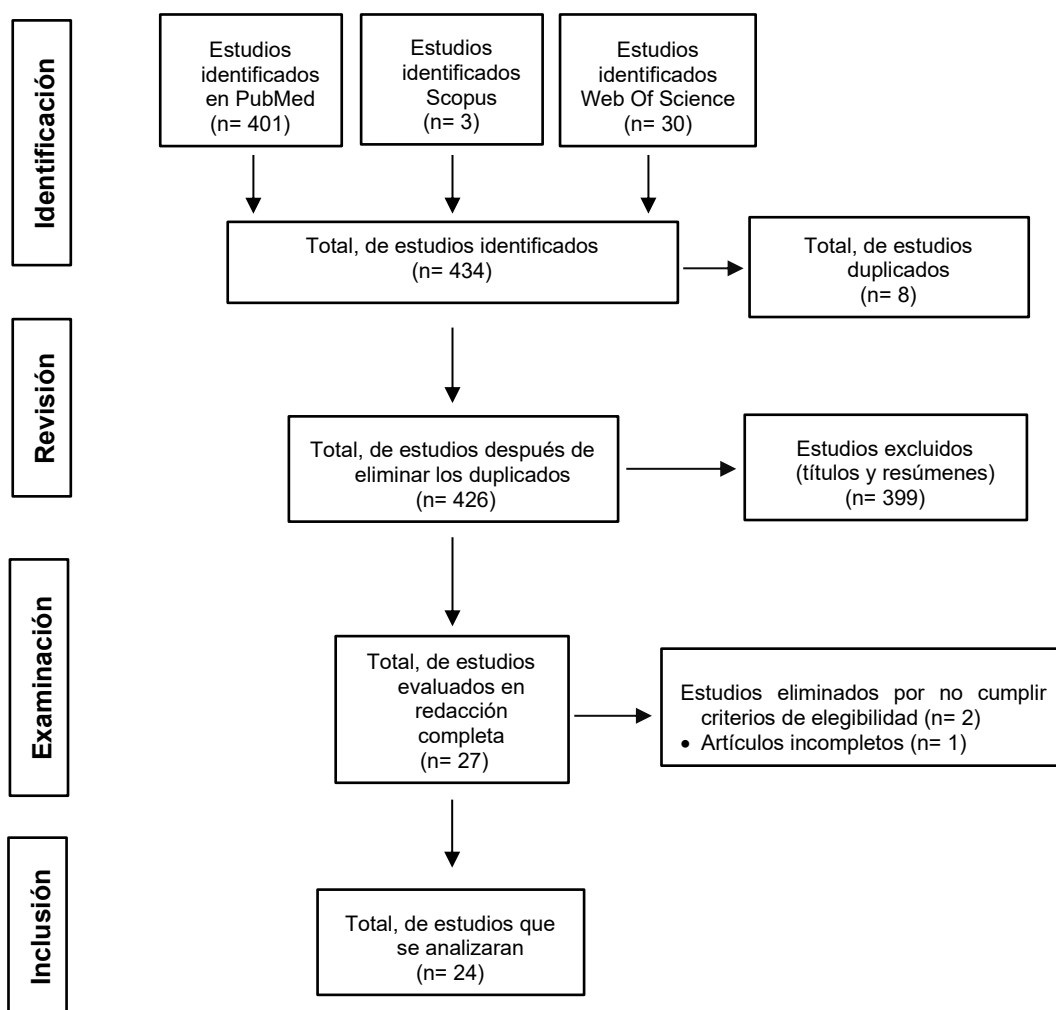 Identificación
Estudios
identificados
en PubMed
(n= 401)
Estudios
identificados
Scopus
(n= 3)
Estudios
identificados
Web Of Science
(n= 30)
Total, de estudios identificados
(n= 434)
Total, de estudios
duplicados
(n= 8)
Revisión
Total, de estudios después de
eliminar los duplicados
(n= 426)
Estudios excluidos
(títulos y resúmenes)
(n= 399)
Examinación
Total, de estudios
evaluados en
redacción
completa
(n= 27)
Estudios eliminados por no cumplir
criterios de elegibilidad (n= 2)
• Artículos incompletos (n= 1)
Inclusión
Total, de estudios que
se analizaran
(n= 24)